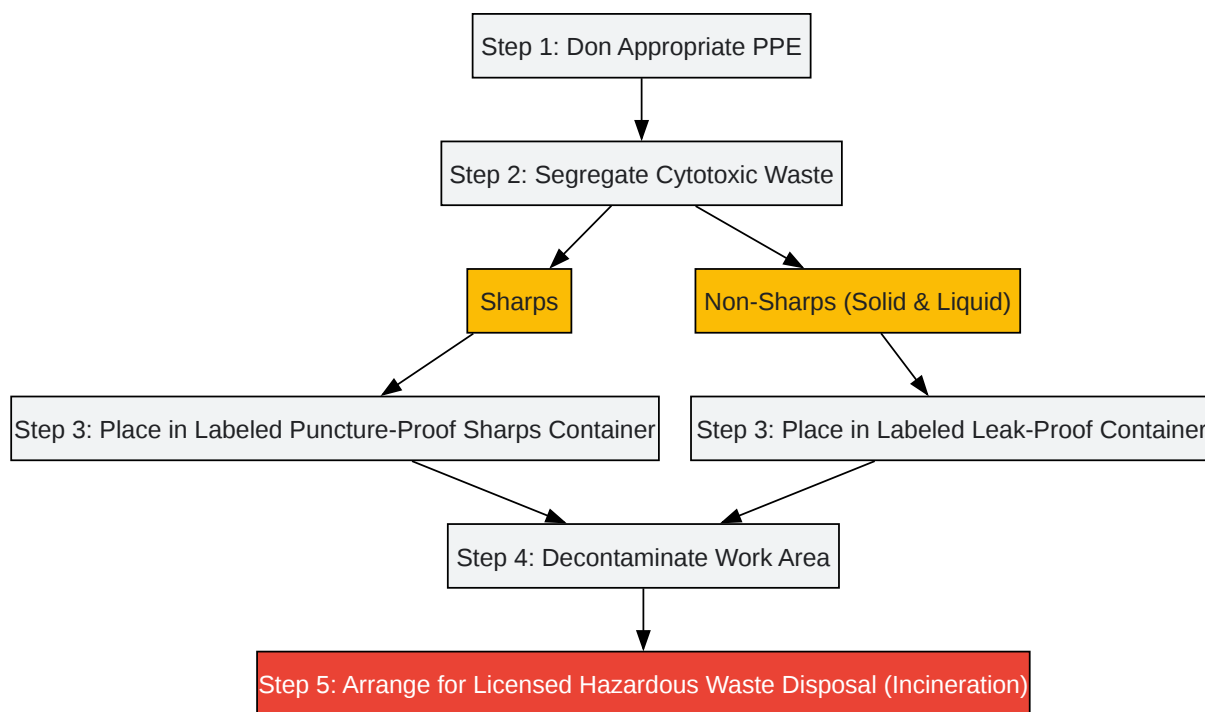 Step 1: Don Appropriate PPE
Step 2: Segregate Cytotoxic Waste
Sharps
Non-Sharps (Solid & Liquid)
Step 3: Place in Labeled Puncture-Proof Sharps Container
Step 3: Place in Labeled Leak-Proof Container
Step 4: Decontaminate Work Area
Step 5: Arrange for Licensed Hazardous Waste Disposal (Incineration)